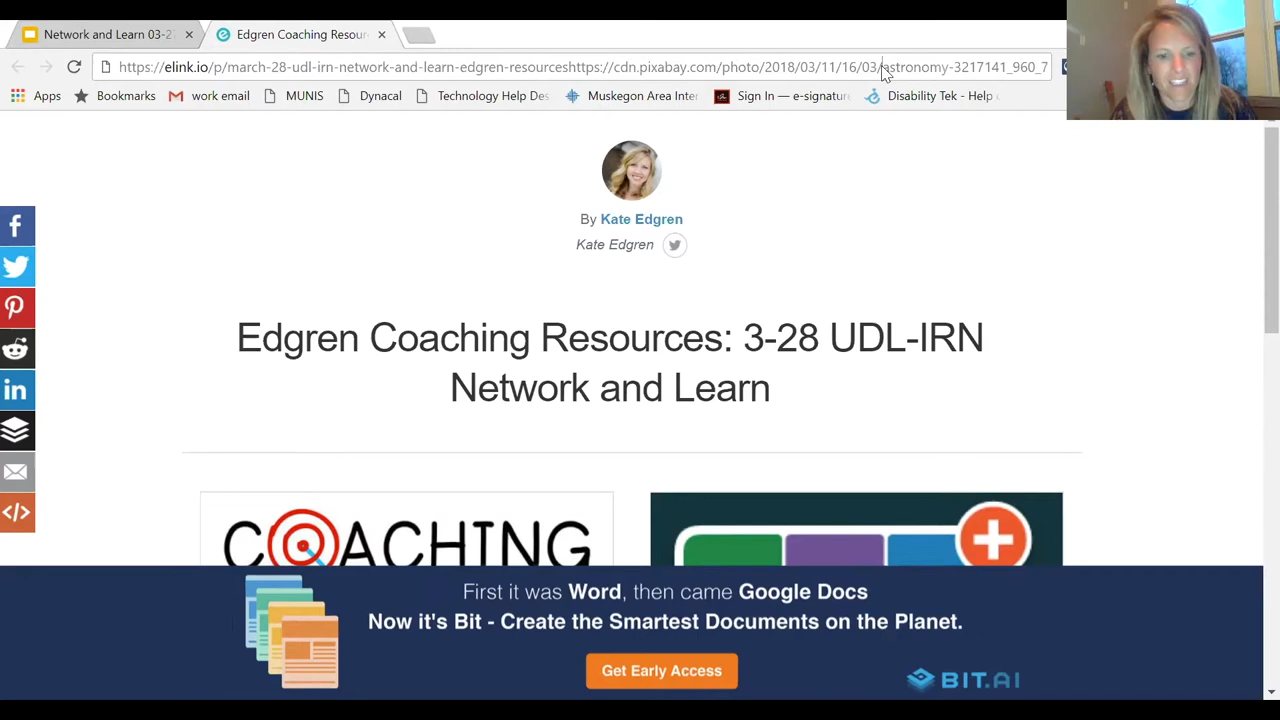 Network and Learn 03-2
Edgren Coaching Resour
https://elink.io/p/march-28-udl-irn-network-and-learn-edgren-resourceshttps://cdn.pixabay.com/photo/2018/03/11/16/03/astronomy-3217141_960_7
Apps Bookmarks work email MUNIS Dynacal Technology Help Des Muskegon Area Inter Sign In — e-signatur Disability Tek - Help
By Kate Edgren
Kate Edgren
Edgren Coaching Resources: 3-28 UDL-IRN
Network and Learn
COACHING
First it was Word, then came Google Docs
Now it's Bit - Create the Smartest Documents on the Planet.
Get Early Access
BIT.AI